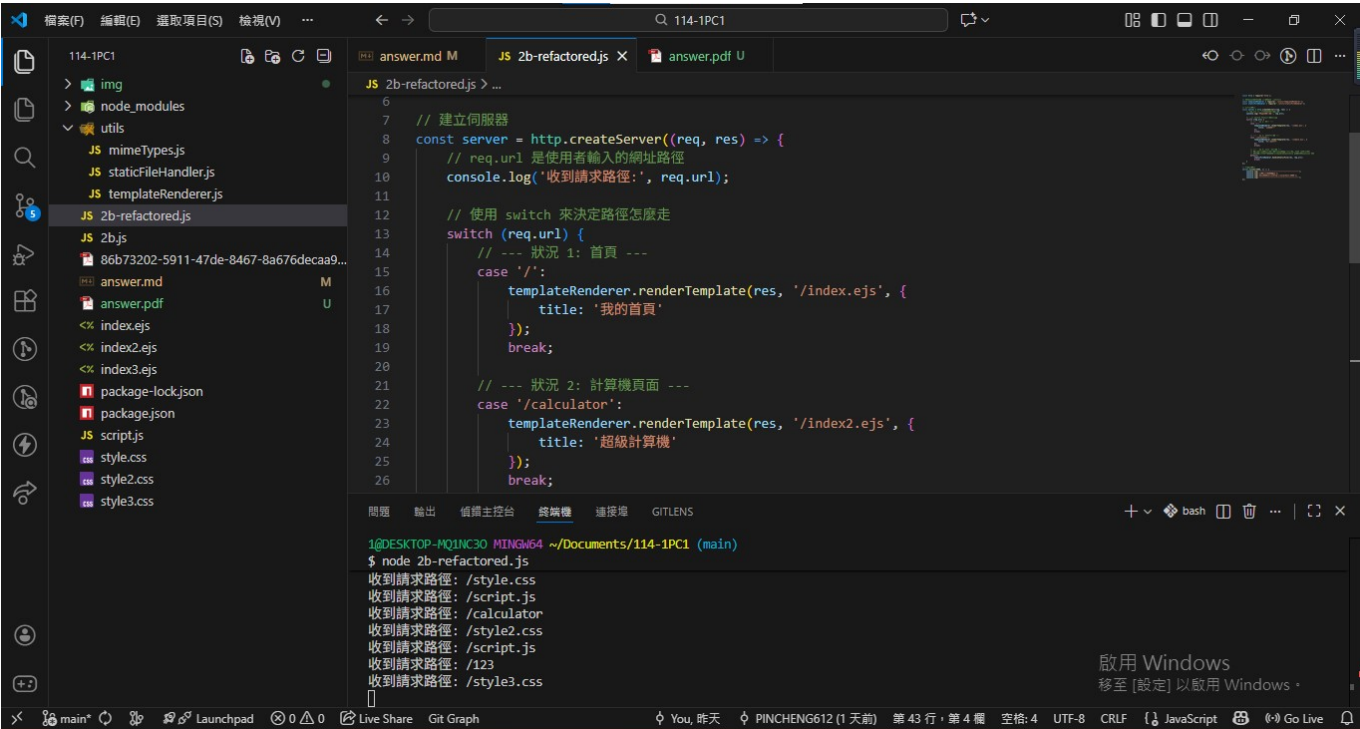 檔案(F) 編輯(E) 選取項目(S) 檢視(V) ··· 114-1PC1
114-1PC1
img
node_modules
utils
JS mimeTypes.js
JS staticFileHandler.js
JS templateRenderer.js
JS 2b-refactored.js
JS 2b.js
86b73202-5911-47de-8467-8a676decaa9...
answer.md M
answer.pdf U
<% index.ejs
<% index2.ejs
<% index3.ejs
package-lock.json
package.json
JS script.js
style.css
style2.css
style3.css
answer.md M JS 2b-refactored.js answer.pdf U
JS 2b-refactored.js > ...
6
7 // 建立伺服器
8 const server = http.createServer((req, res) => {
9 // req.url 是使用者輸入的網址路徑
10 console.log('收到請求路徑:', req.url);
11
12 // 使用 switch 來決定路徑怎麼走
13 switch (req.url) {
14 // --- 狀況 1: 首頁 ---
15 case '/':
16 templateRenderer.renderTemplate(res, '/index.ejs', {
17 title: '我的首頁'
18 });
19 break;
20
21 // --- 狀況 2: 計算機頁面 ---
22 case '/calculator':
23 templateRenderer.renderTemplate(res, '/index2.ejs', {
24 title: '超級計算機'
25 });
26 break;
問題 輸出 偵錯主控台 終端機 連接埠 GITLENS bash
1@DESKTOP-MQ1NC3O MINGW64 ~/Documents/114-1PC1 (main)
$ node 2b-refactored.js
收到請求路徑: /style.css
收到請求路徑: /script.js
收到請求路徑: /calculator
收到請求路徑: /style2.css
收到請求路徑: /script.js
收到請求路徑: /123
收到請求路徑: /style3.css
啟用 Windows
移至 [設定] 以啟用 Windows。
main* Launchpad 0 0 Live Share Git Graph You, 昨天 PINCHENG612 (1 天前) 第 43 行，第 4 欄 空格: 4 UTF-8 CRLF {} JavaScript Go Live